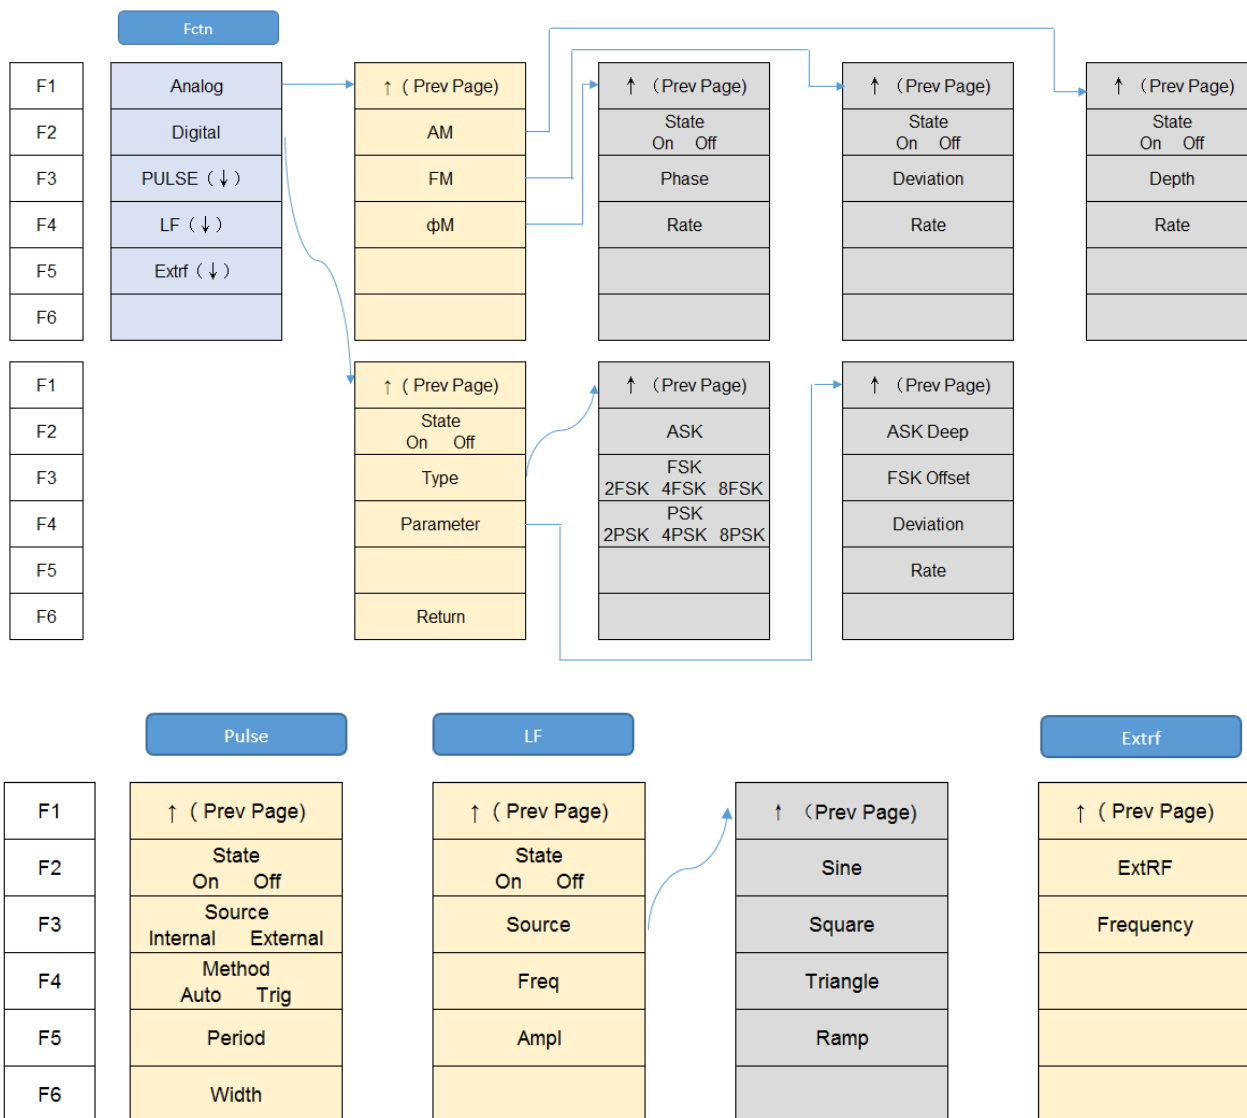 Fctn
F1 Analog ↑ ( Prev Page) ↑ (Prev Page) ↑ (Prev Page) ↑ (Prev Page)
F2 Digital AM State State State
On Off On Off On Off
F3 PULSE (↓) FM Phase Deviation Depth
F4 LF (↓) ϕM Rate Rate Rate
F5 Extrf (↓)
F6
F1 ↑ ( Prev Page) ↑ (Prev Page) ↑ (Prev Page)
F2 State ASK ASK Deep
On Off
F3 Type FSK FSK Offset
2FSK 4FSK 8FSK
F4 Parameter PSK Deviation
2PSK 4PSK 8PSK
F5 Rate
F6 Return
Pulse LF Extrf
F1 ↑ ( Prev Page) ↑ ( Prev Page) ↑ (Prev Page) ↑ ( Prev Page)
F2 State State Sine ExtRF
On Off On Off
F3 Source Source Square Frequency
Internal External
F4 Method Freq Triangle
Auto Trig
F5 Period Ampl Ramp
F6 Width